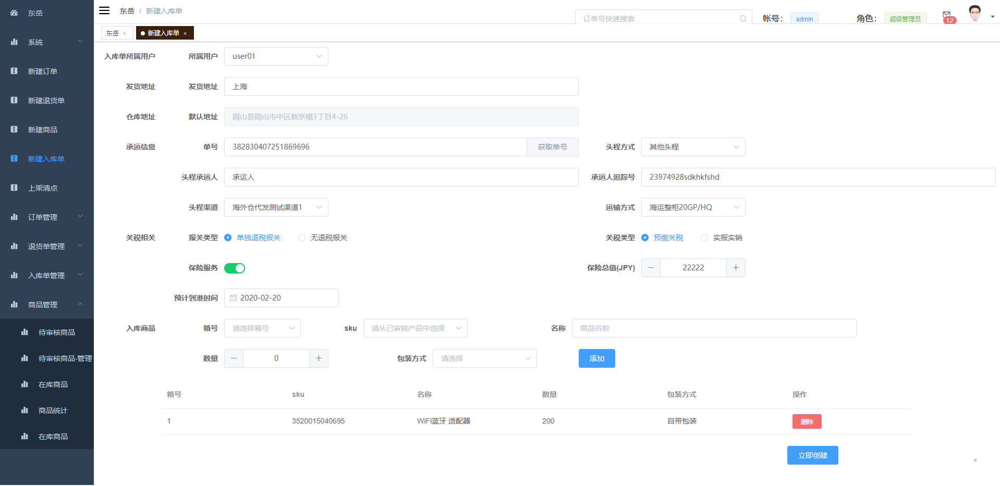 东岳
系统
新建订单
新建退货单
新建商品
新建入库单
上架清点
订单管理
退货单管理
入库单管理
商品管理
待审核商品
待审核商品-管理
在库商品
商品统计
在库商品
东岳 / 新建入库单
订单号快速搜索
帐号： admin
角色： 超级管理员
12
东岳 ×
新建入库单 ×
入库单所属用户 所属用户 user01
发货地址 发货地址 上海
仓库地址 默认地址 岡山县岡山市中区新京橋3丁目4-26
承运信息 单号 382830407251869696 获取单号 头程方式 其他头程
头程承运人 承运人 承运人追踪号 23974928sdkhkfshd
头程渠道 海外仓代发测试渠道1 运输方式 海运整柜20GP/HQ
关税相关 报关类型 单独退税报关 无退税报关 关税类型 预缴关税 实报实销
保险服务 保险总值(JPY) － 22222 +
预计到港时间 2020-02-20
入库商品 箱号 请选择箱号 sku 请从已审核产品中选择 名称 商品名称
数量 － 0 + 包装方式 请选择 添加
箱号 sku 名称 数量 包装方式 操作
1 3520015040695 WiFi蓝牙 适配器 200 自带包装 删除
立即创建